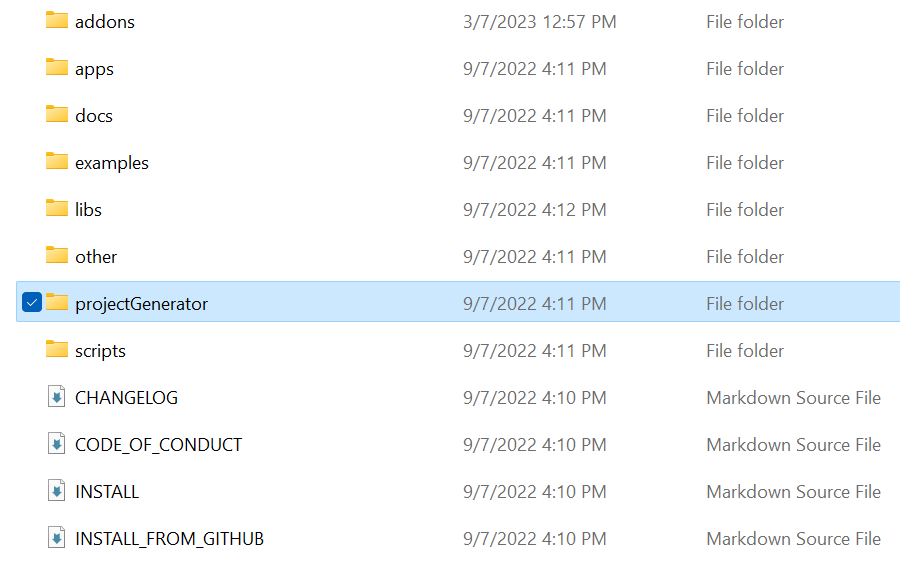 addons 3/7/2023 12:57 PM File folder
apps 9/7/2022 4:11 PM File folder
docs 9/7/2022 4:11 PM File folder
examples 9/7/2022 4:11 PM File folder
libs 9/7/2022 4:12 PM File folder
other 9/7/2022 4:11 PM File folder
projectGenerator 9/7/2022 4:11 PM File folder
scripts 9/7/2022 4:11 PM File folder
CHANGELOG 9/7/2022 4:10 PM Markdown Source File
CODE_OF_CONDUCT 9/7/2022 4:10 PM Markdown Source File
INSTALL 9/7/2022 4:10 PM Markdown Source File
INSTALL_FROM_GITHUB 9/7/2022 4:10 PM Markdown Source File